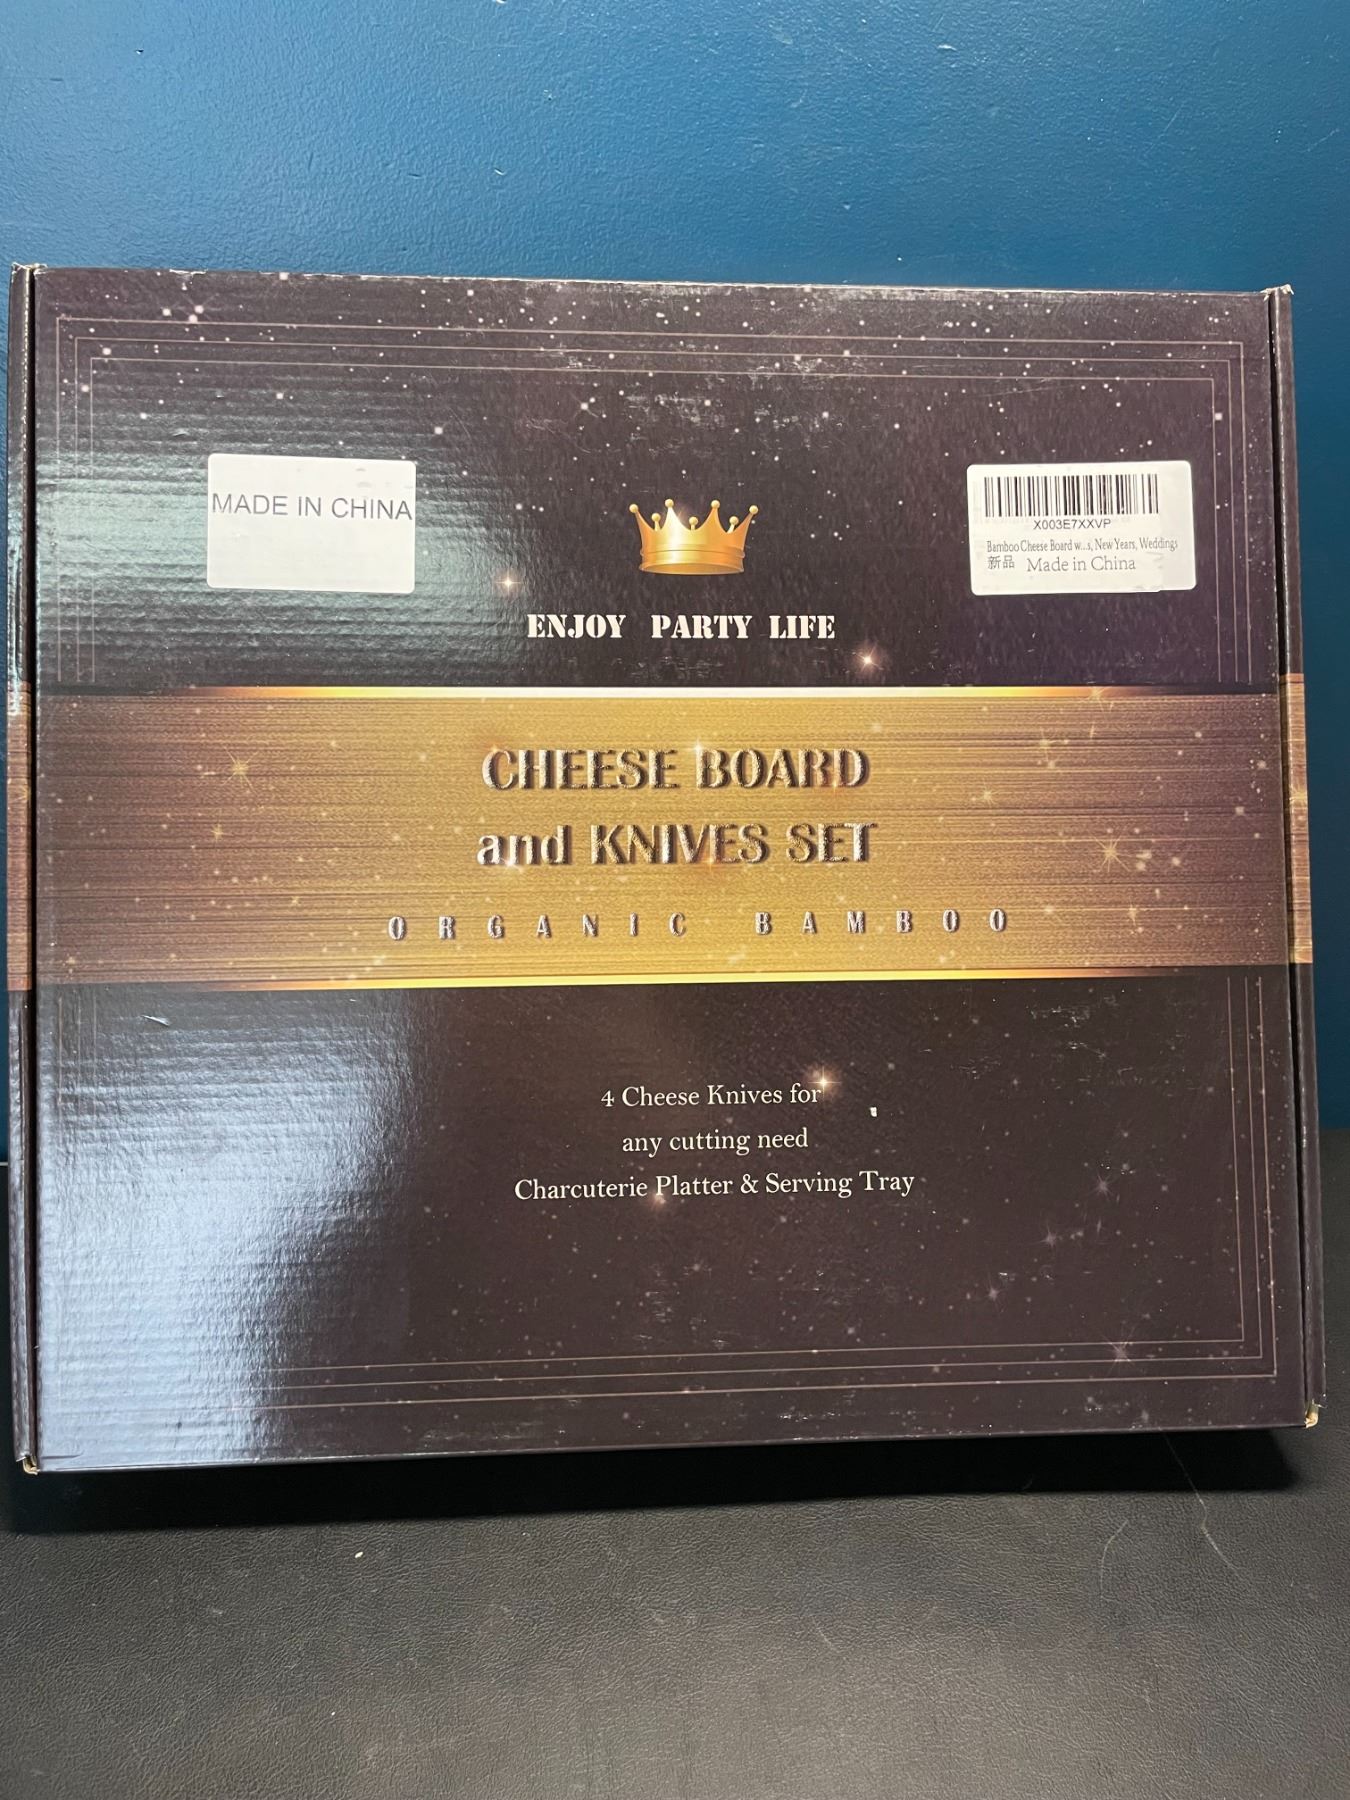 MADE IN CHINA
X003E7XXVP
Bamboo Cheese Board w...s, New Years, Weddings
新品 Made in China
ENJOY PARTY LIFE
CHEESE BOARD
and KNIVES SET
ORGANIC BAMBOO
4 Cheese Knives for
any cutting need
Charcuterie Platter & Serving Tray